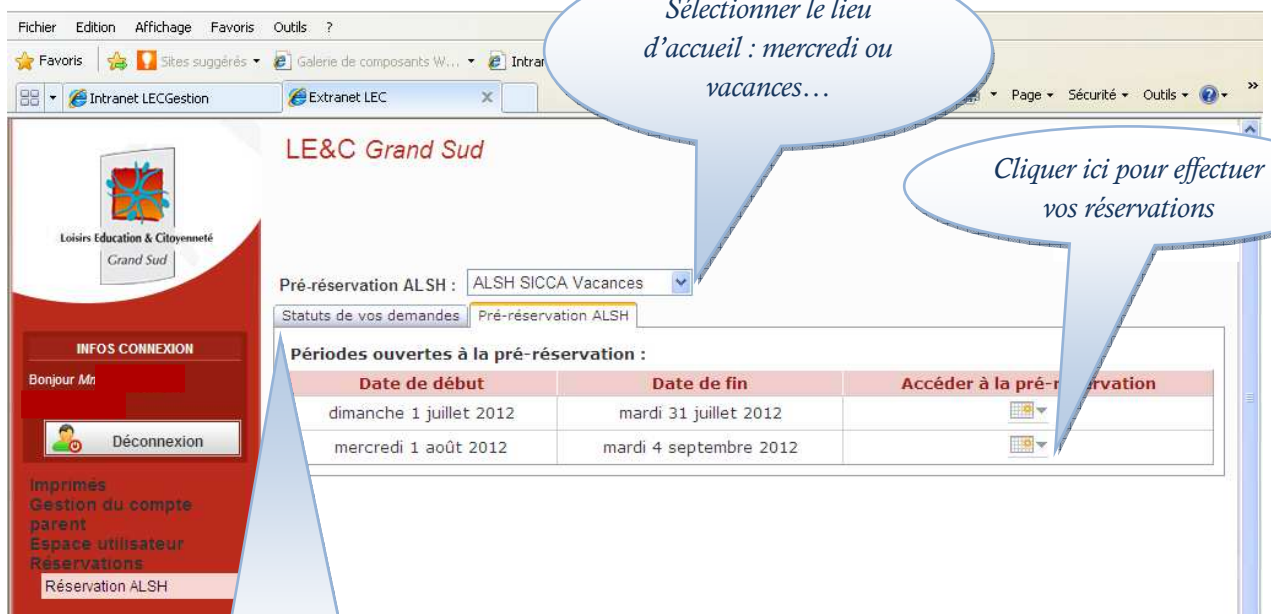 Sélectionner le lieu
d'accueil : mercredi ou
vacances…
Fichier Edition Affichage Favoris Outils ?
Favoris Sites suggérés Galerie de composants W...
Intranet LECGestion Extranet LEC Page Sécurité Outils
LE&C Grand Sud
Cliquer ici pour effectuer
vos réservations
Loisirs Education & Citoyenneté
Grand Sud
Pré-réservation ALSH : ALSH SICCA Vacances
Statuts de vos demandes Pré-réservation ALSH
INFOS CONNEXION
Bonjour
Déconnexion
Périodes ouvertes à la pré-réservation :
Date de début Date de fin Accéder à la
dimanche 1 juillet 2012 mardi 31 juillet 2012
mercredi 1 août 2012 mardi 4 septembre 2012
Imprimés
Gestion du compte
parent
Espace utilisateur
Réservations
Réservation ALSH